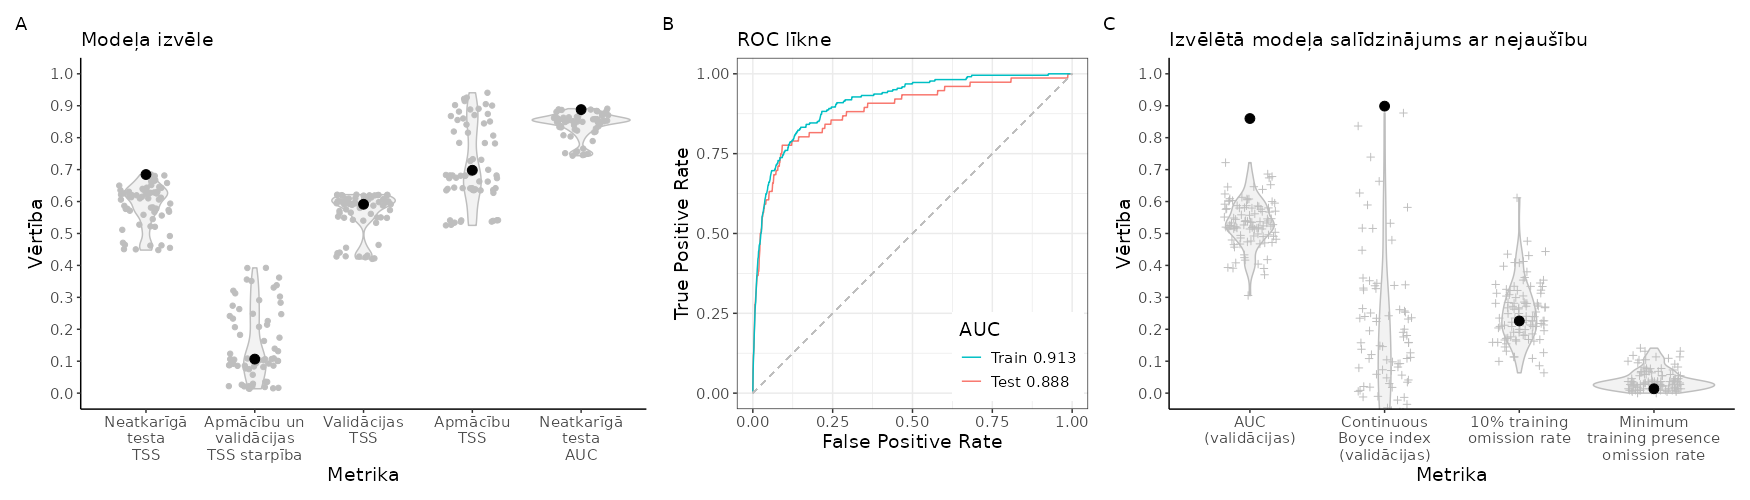 A
Modeļa izvēle
Vērtība
1.0
0.9
0.8
0.7
0.6
0.5
0.4
0.3
0.2
0.1
0.0
Neatkarīgā
testa
TSS
Apmācību un
validācijas
TSS starpība
Validācijas
TSS
Apmācību
TSS
Neatkarīgā
testa
AUC
Metrika
B
ROC līkne
True Positive Rate
1.00
0.75
0.50
0.25
0.00
AUC
Train 0.913
Test 0.888
0.00
0.25
0.50
0.75
1.00
False Positive Rate
C
Izvēlētā modeļa salīdzinājums ar nejaušību
Vērtība
1.0
0.9
0.8
0.7
0.6
0.5
0.4
0.3
0.2
0.1
0.0
AUC
(validācijas)
Continuous
Boyce index
(validācijas)
10% training
omission rate
Minimum
training presence
omission rate
Metrika